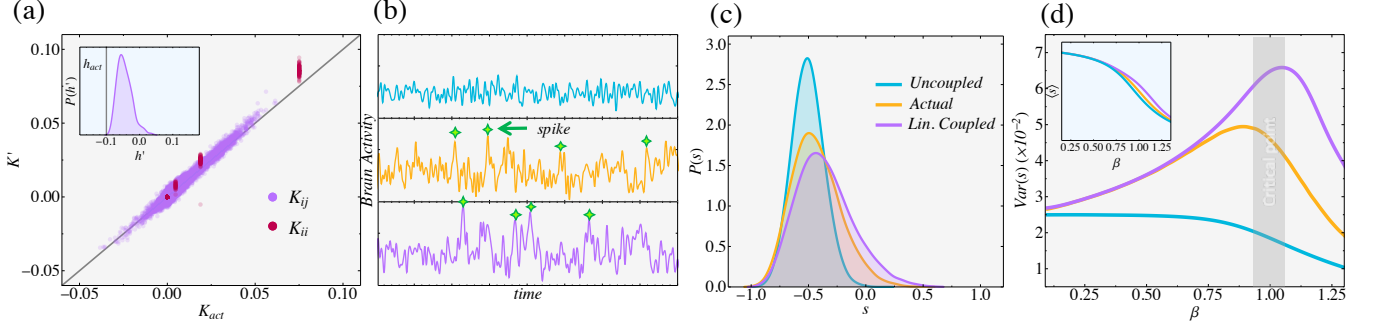 (a)
0.10
0.05
0.00
−0.05
K'
−0.05
0.00
0.05
0.10
K_act
h_act
P(h')
−0.1
0.0
0.1
h'
K_ij
K_ii
(b)
Brain Activity
spike
time
(c)
3.0
2.5
2.0
1.5
1.0
0.5
0.0
P(s)
−1.0
−0.5
0.0
0.5
1.0
s
Uncoupled
Actual
Lin. Coupled
(d)
7
6
5
4
3
2
1
Var(s) (×10⁻²)
0.25
0.50
0.75
1.00
1.25
β
⟨s⟩
0.25 0.50 0.75 1.00 1.25
β
Critical point